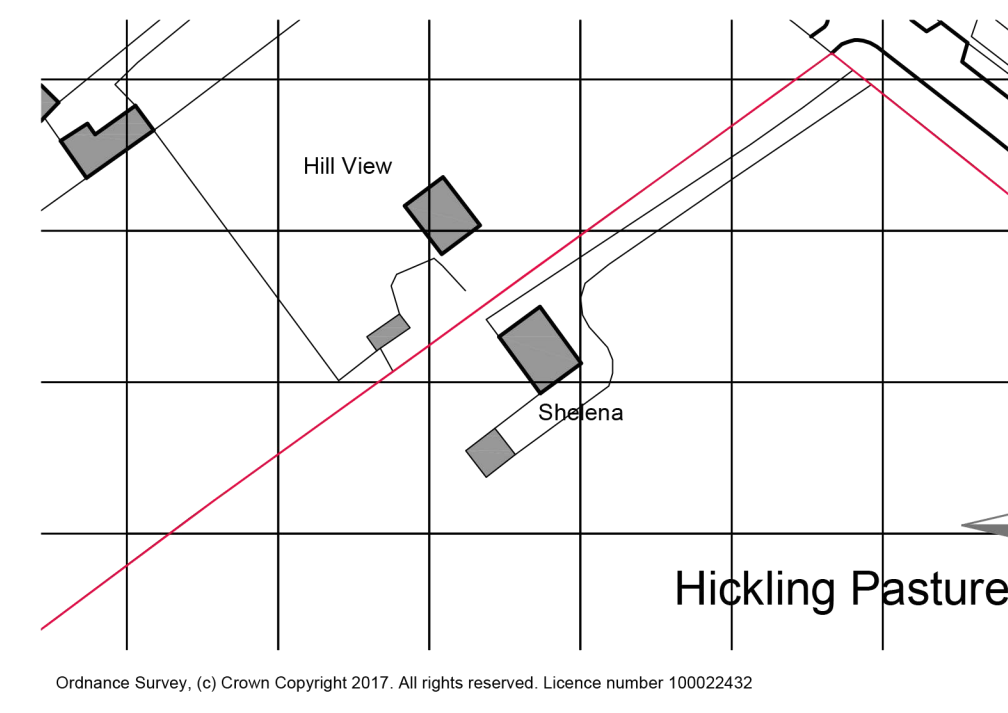 Hill View
Shelena
Hickling Pasture
Ordnance Survey, (c) Crown Copyright 2017. All rights reserved. Licence number 100022432